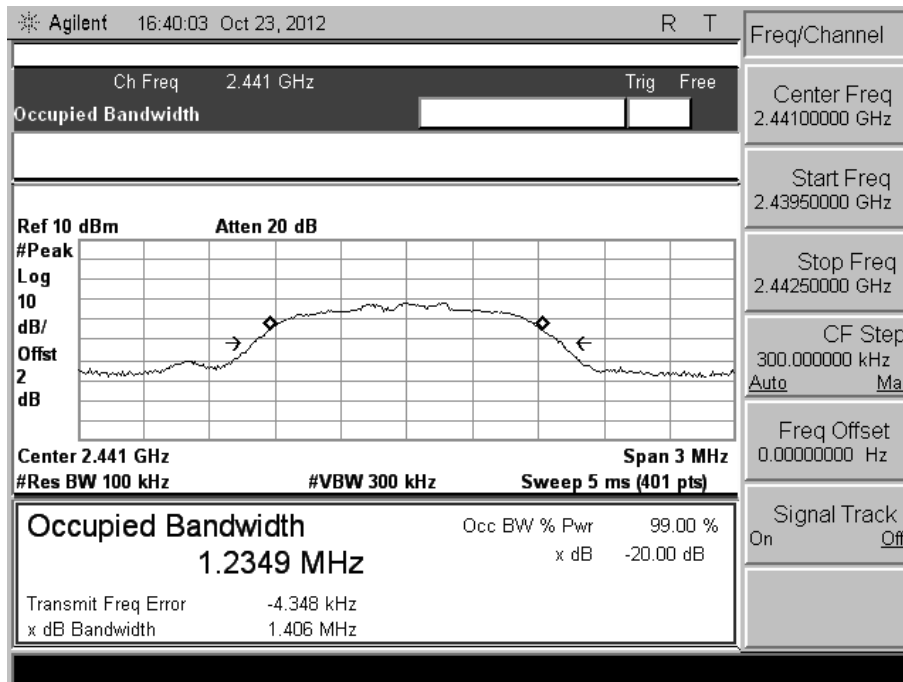 Agilent 16:40:03 Oct 23, 2012 R T
Freq/Channel
Ch Freq 2.441 GHz Trig Free
Occupied Bandwidth
Center Freq
2.44100000 GHz
Start Freq
2.43950000 GHz
Stop Freq
2.44250000 GHz
CF Step
300.000000 kHz
Auto Ma
Freq Offset
0.00000000 Hz
Signal Track
On Off
Ref 10 dBm Atten 20 dB
#Peak
Log
10
dB/
Offst
2
dB
Center 2.441 GHz Span 3 MHz
#Res BW 100 kHz #VBW 300 kHz Sweep 5 ms (401 pts)
Occupied Bandwidth
1.2349 MHz
Occ BW % Pwr 99.00 %
x dB -20.00 dB
Transmit Freq Error -4.348 kHz
x dB Bandwidth 1.406 MHz